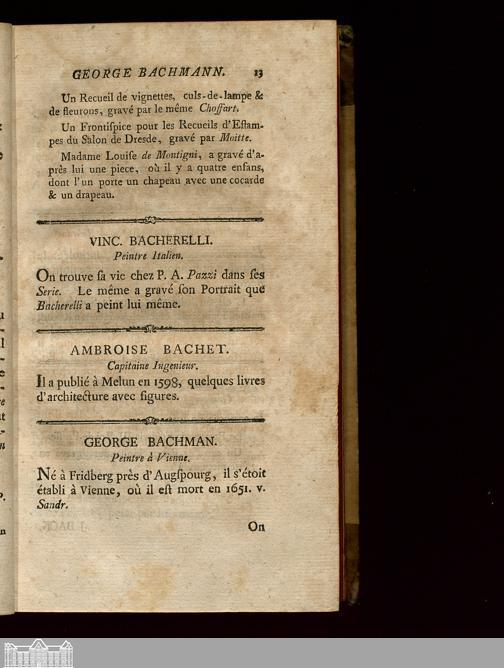 GEORGE BACHMANN. 13
Un Recueil de vignettes, culs-de-lampe &
de fleurons, gravé par le même Choffart.
Un Frontiſpice pour les Recueils d'Eſtam-
pes du Salon de Dresde, gravé par Moitte.
Madame Louiſe de Montigni, a gravé d'a-
près lui une piece, où il y a quatre enfans,
dont l'un porte un chapeau avec une cocarde
& un drapeau.
VINC. BACHERELLI.
Peintre Italien.
On trouve ſa vie chez P. A. Pazzi dans ſes
Serie. Le même a gravé ſon Portrait que
Bacherelli a peint lui même.
AMBROISE BACHET.
Capitaine Ingenieur.
Il a publié à Melun en 1598, quelques livres
d'architecture avec figures.
GEORGE BACHMAN.
Peintre à Vienne.
Né à Fridberg près d'Augſpourg, il s'étoit
établi à Vienne, où il eſt mort en 1651. v.
Sandr.
On